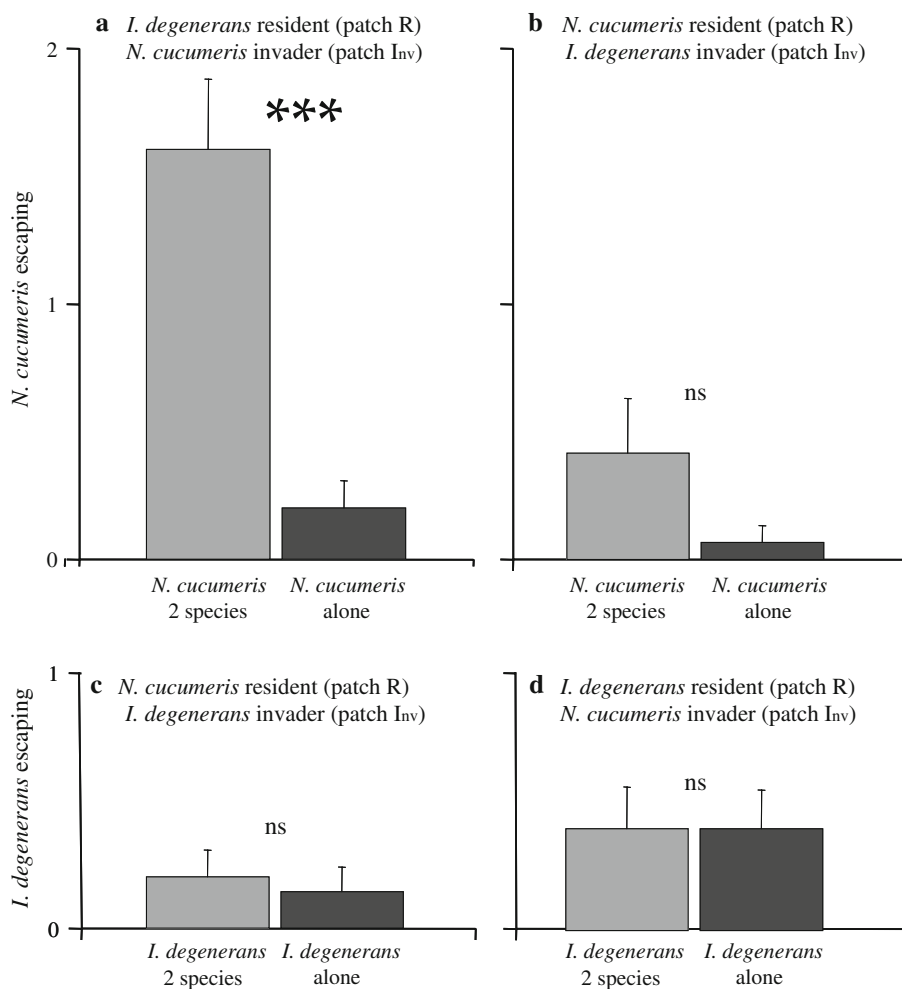 a I. degenerans resident (patch R)
N. cucumeris invader (patch Inv)
b N. cucumeris resident (patch R)
I. degenerans invader (patch Inv)
2
1
0
N. cucumeris escaping
***
ns
N. cucumeris
2 species
N. cucumeris
alone
N. cucumeris
2 species
N. cucumeris
alone
c N. cucumeris resident (patch R)
I. degenerans invader (patch Inv)
d I. degenerans resident (patch R)
N. cucumeris invader (patch Inv)
1
0
I. degenerans escaping
ns
ns
I. degenerans
2 species
I. degenerans
alone
I. degenerans
2 species
I. degenerans
alone